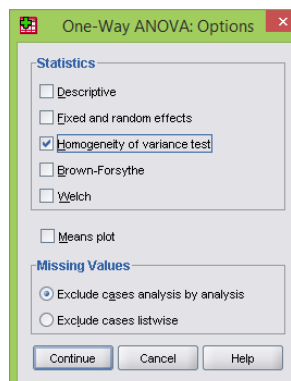 One-Way ANOVA: Options
Statistics
Descriptive
Fixed and random effects
Homogeneity of variance test
Brown-Forsythe
Welch
Means plot
Missing Values
Exclude cases analysis by analysis
Exclude cases listwise
Continue Cancel Help